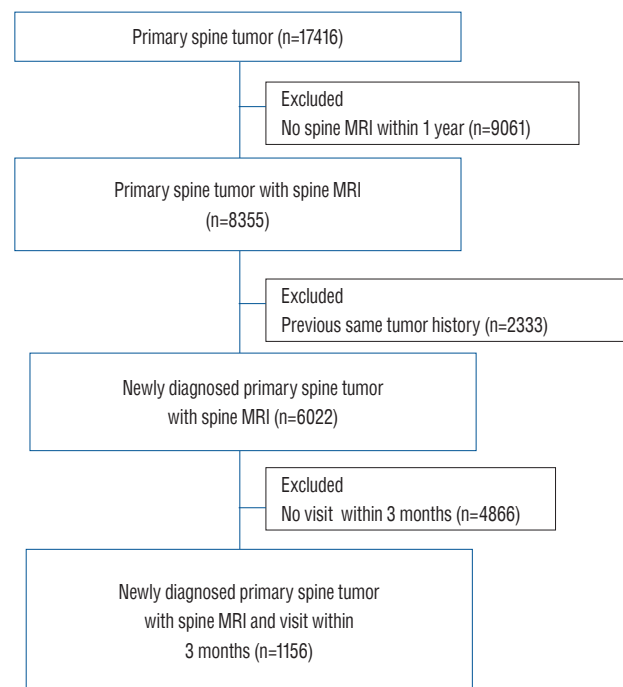 Primary spine tumor (n=17416)
Excluded
No spine MRI within 1 year (n=9061)
Primary spine tumor with spine MRI
(n=8355)
Excluded
Previous same tumor history (n=2333)
Newly diagnosed primary spine tumor
with spine MRI (n=6022)
Excluded
No visit within 3 months (n=4866)
Newly diagnosed primary spine tumor
with spine MRI and visit within
3 months (n=1156)